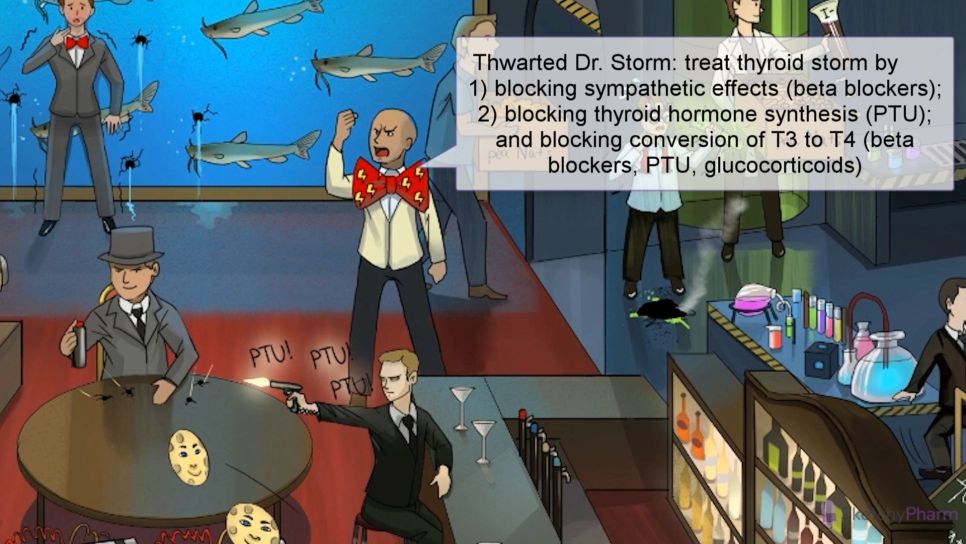 Thwarted Dr. Storm: treat thyroid storm by
1) blocking sympathetic effects (beta blockers);
2) blocking thyroid hormone synthesis (PTU);
and blocking conversion of T3 to T4 (beta
blockers, PTU, glucocorticoids)
PTU! PTU!
PTU!